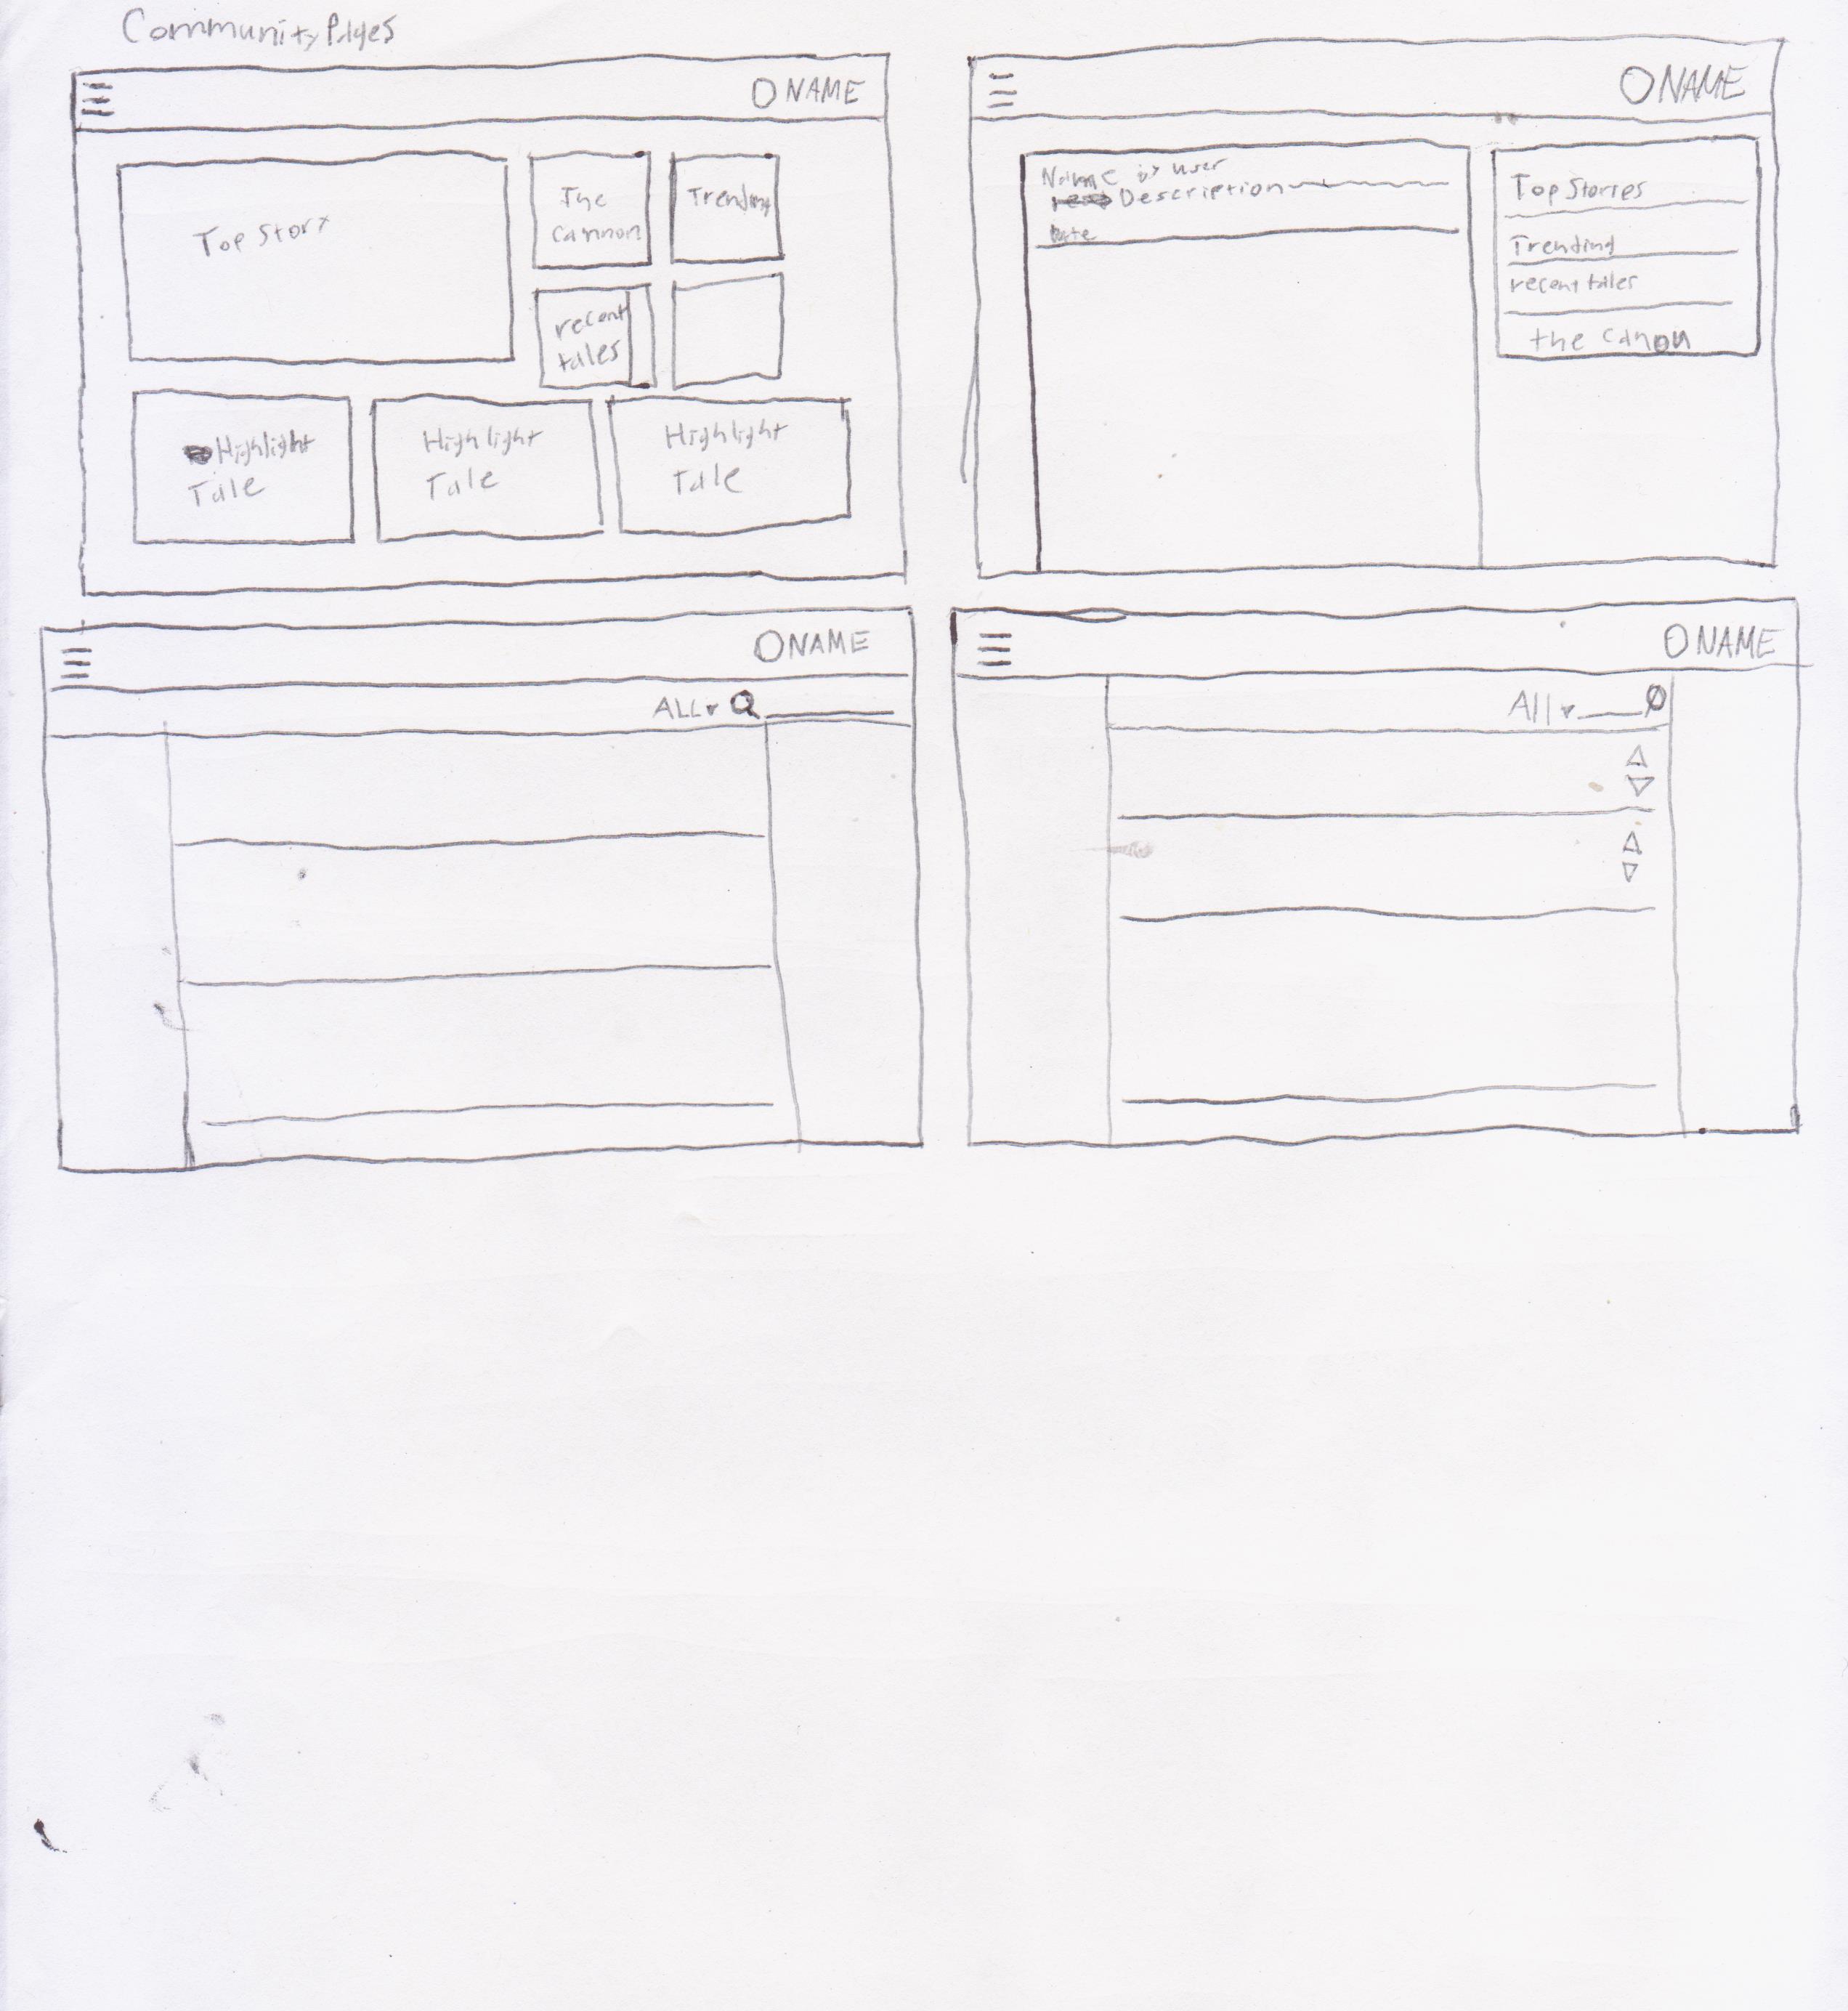 Community Pages
NAME
Top Story
The
Cannon
Trending
recent
tales
Highlight
Tale
Highlight
Tale
Highlight
Tale
NAME
Name by user
Description
Date
Top Stories
Trending
recent tales
the Canon
NAME
ALL
NAME
All